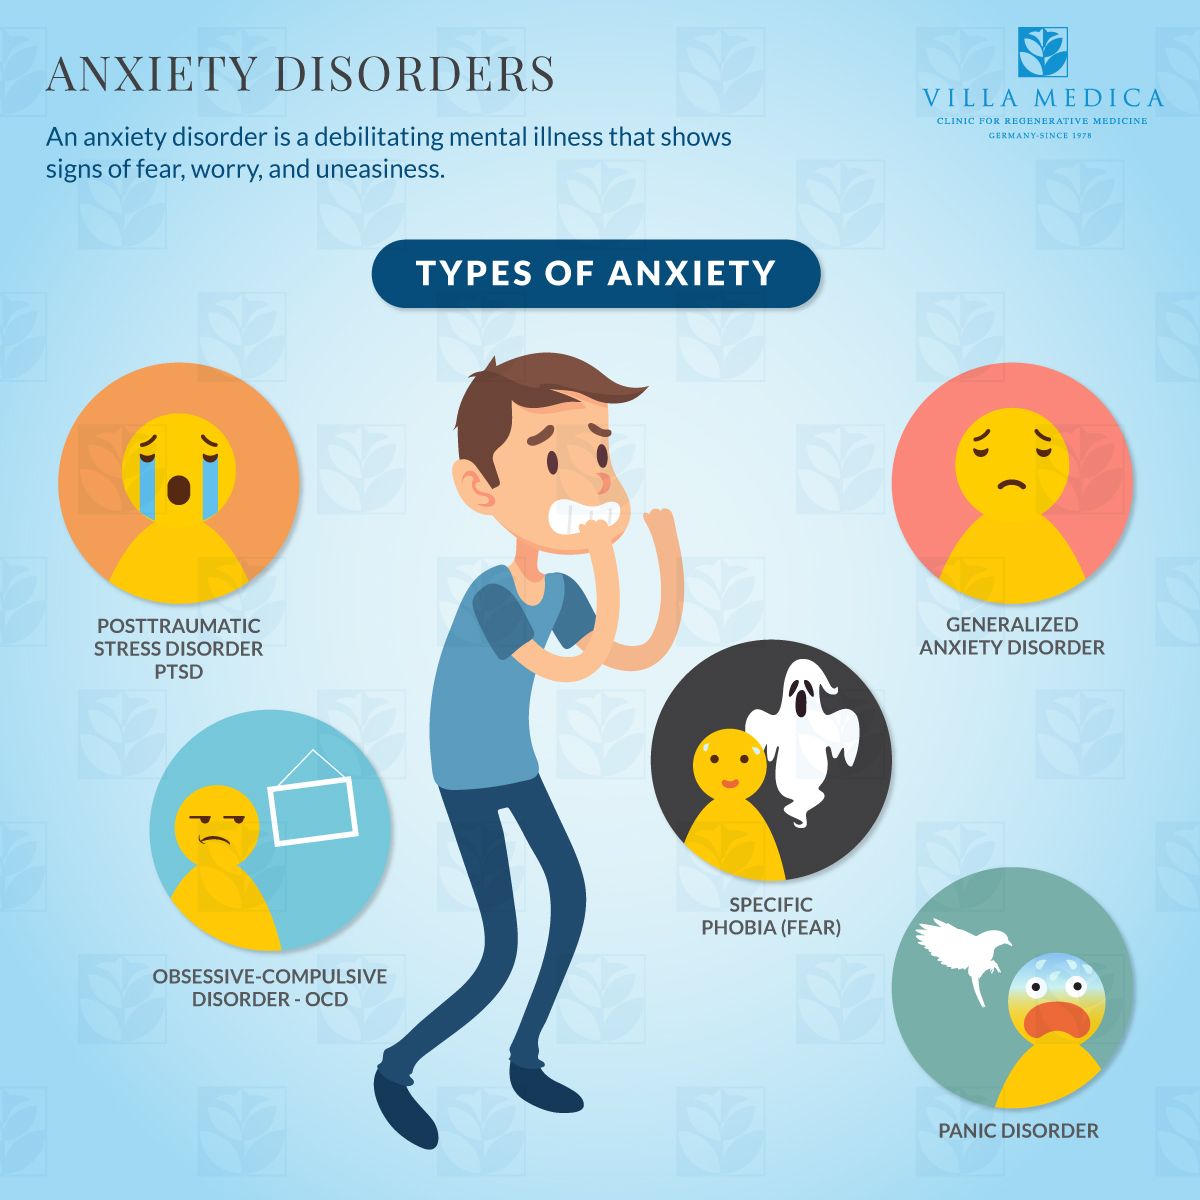 ANXIETY DISORDERS
An anxiety disorder is a debilitating mental illness that shows
signs of fear, worry, and uneasiness.
VILLA MEDICA
CLINIC FOR REGENERATIVE MEDICINE
GERMANY-SINCE 1978
TYPES OF ANXIETY
POSTTRAUMATIC
STRESS DISORDER
PTSD
GENERALIZED
ANXIETY DISORDER
OBSESSIVE-COMPULSIVE
DISORDER - OCD
SPECIFIC
PHOBIA (FEAR)
PANIC DISORDER